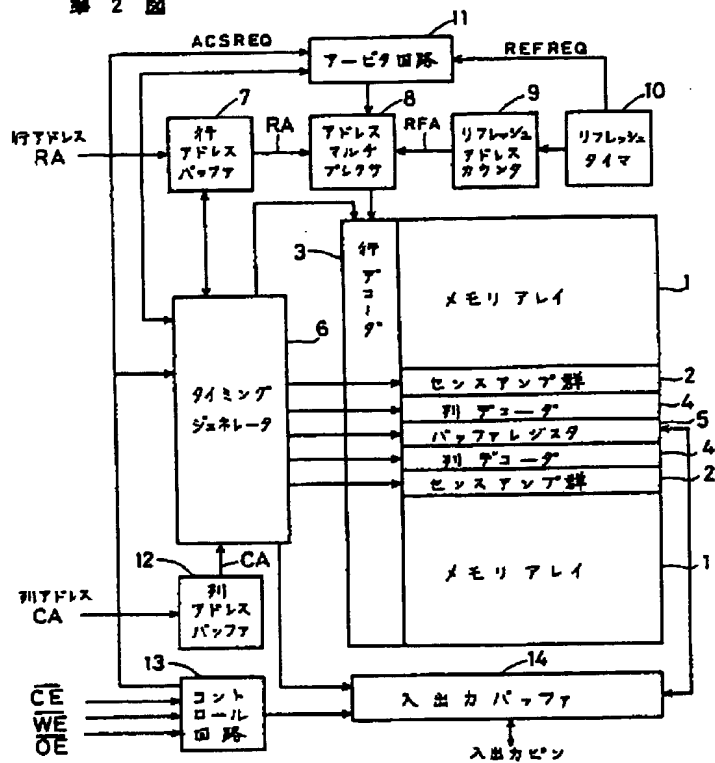 第 2 図
11
ACSREQ
アービタ回路
REFREQ
7
8
9
10
行アドレス
RA
行
アドレス
バッファ
RA
アドレス
マルチ
プレクサ
RFA
リフレッシュ
アドレス
カウンタ
リフレッシュ
タイマ
3
行デコーダ
メモリ アレイ
1
6
タイミング
ジェネレータ
センスアンプ群
2
列デコーダ
4
バッファレジスタ
5
列デコーダ
4
センスアンプ群
2
メモリ アレイ
1
12
CA
列アドレス
CA
列
アドレス
バッファ
13
14
CE
WE
OE
コント
ロール
回路
入出力バッファ
入出力ピン